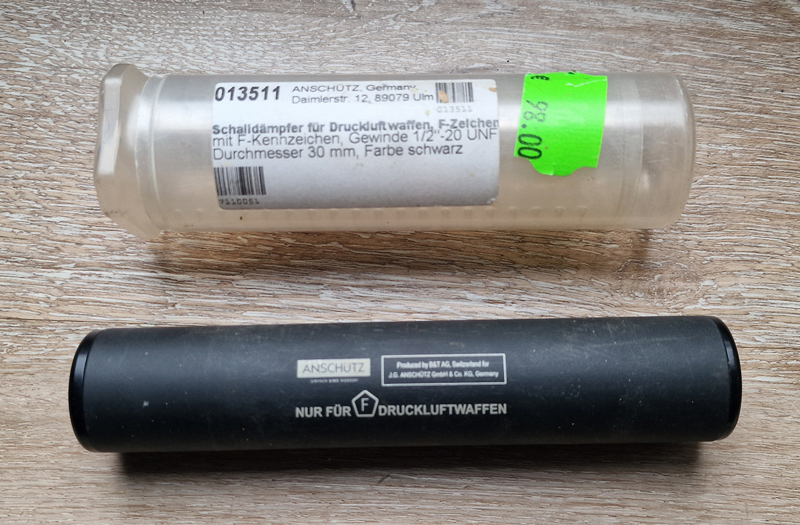 013511
ANSCHÜTZ, Germany,
Daimlerstr. 12, 89079 Ulm
013511
Schalldämpfer für Druckluftwaffen, F-Zeichen
mit F-Kennzeichen, Gewinde 1/2"-20 UNF
Durchmesser 30 mm, Farbe schwarz
98.00
ANSCHÜTZ
Produced by B&T AG, Switzerland for
J.G. ANSCHÜTZ GmbH & Co. KG, Germany
NUR FÜR F DRUCKLUFTWAFFEN